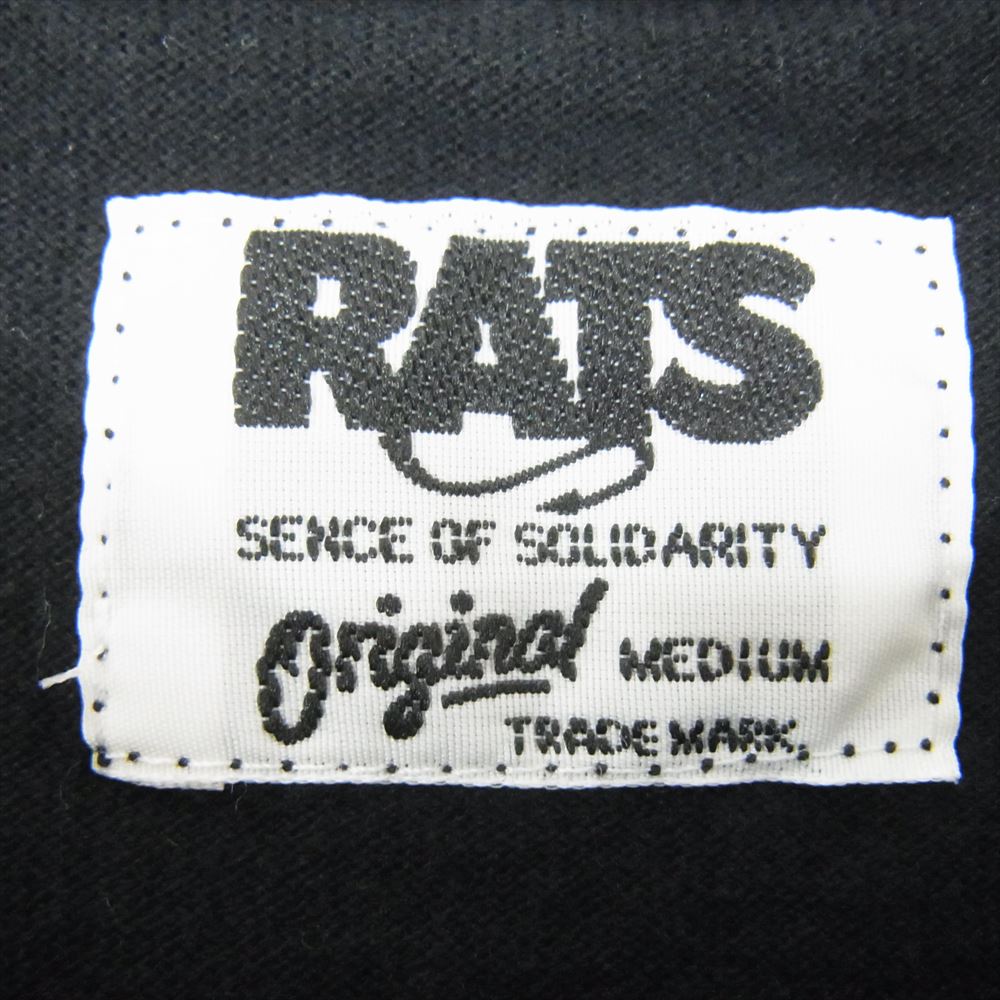 RATS
SENCE OF SOLIDARITY
Original MEDIUM
TRADE MARK.